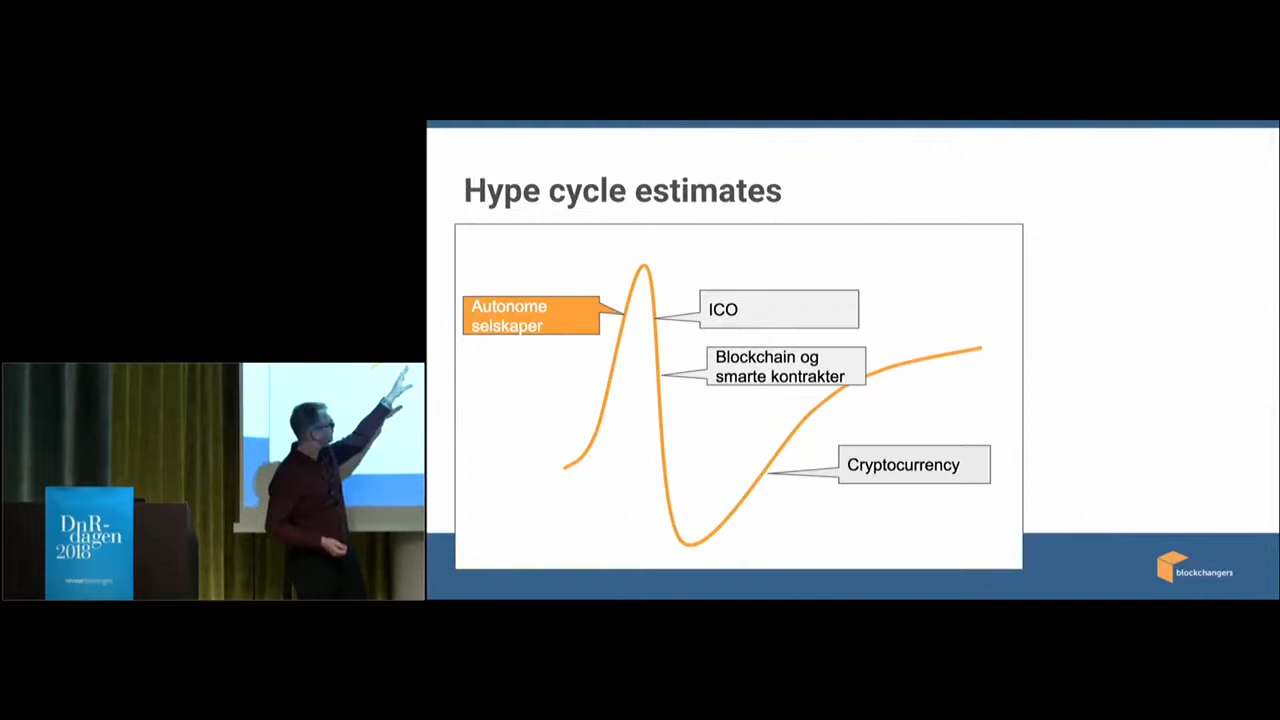 Hype cycle estimates
Autonome
selskaper
ICO
Blockchain og
smarte kontrakter
Cryptocurrency
blockchangers
DnR-
dagen
2018